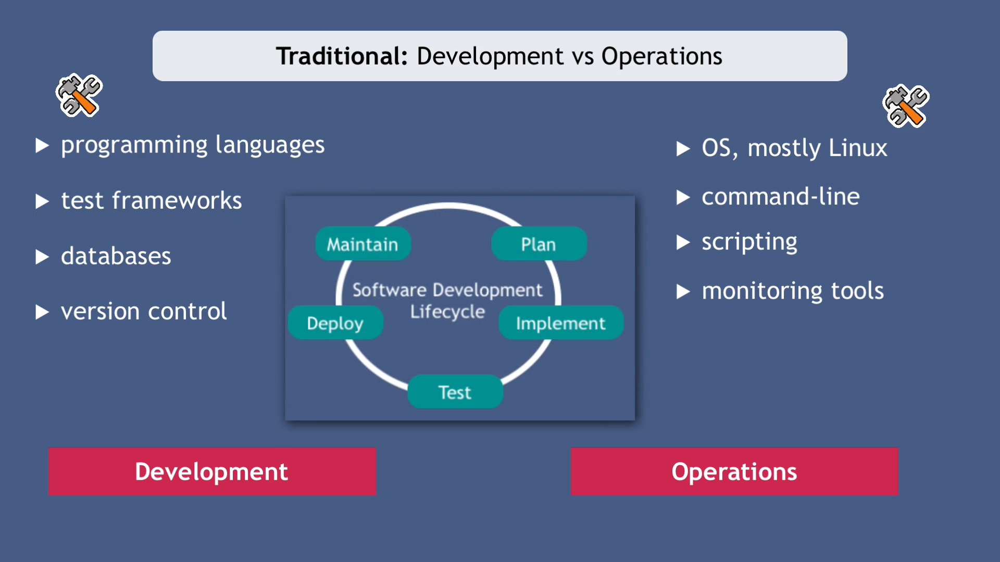 Traditional: Development vs Operations
programming languages
test frameworks
databases
version control
Maintain
Plan
Software Development
Lifecycle
Deploy
Implement
Test
OS, mostly Linux
command-line
scripting
monitoring tools
Development
Operations